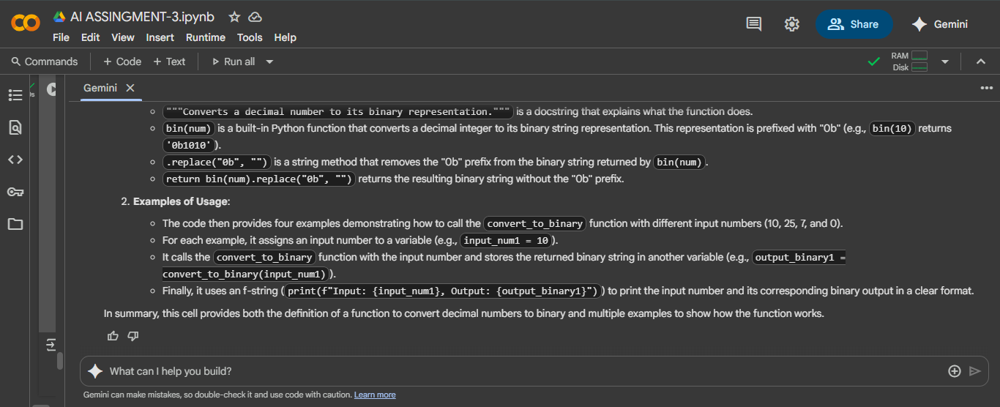 AI ASSINGMENT-3.ipynb
File Edit View Insert Runtime Tools Help
Share
Gemini
Commands + Code + Text Run all
RAM
Disk
Gemini
"""Converts a decimal number to its binary representation.""" is a docstring that explains what the function does.
bin(num) is a built-in Python function that converts a decimal integer to its binary string representation. This representation is prefixed with "0b" (e.g., bin(10) returns
'0b1010').
.replace("0b", "") is a string method that removes the "0b" prefix from the binary string returned by bin(num).
return bin(num).replace("0b", "") returns the resulting binary string without the "0b" prefix.
2. Examples of Usage:
The code then provides four examples demonstrating how to call the convert_to_binary function with different input numbers (10, 25, 7, and 0).
For each example, it assigns an input number to a variable (e.g., input_num1 = 10).
It calls the convert_to_binary function with the input number and stores the returned binary string in another variable (e.g., output_binary1 =
convert_to_binary(input_num1)).
Finally, it uses an f-string (print(f"Input: {input_num1}, Output: {output_binary1}")) to print the input number and its corresponding binary output in a clear format.
In summary, this cell provides both the definition of a function to convert decimal numbers to binary and multiple examples to show how the function works.
What can I help you build?
Gemini can make mistakes, so double-check it and use code with caution. Learn more